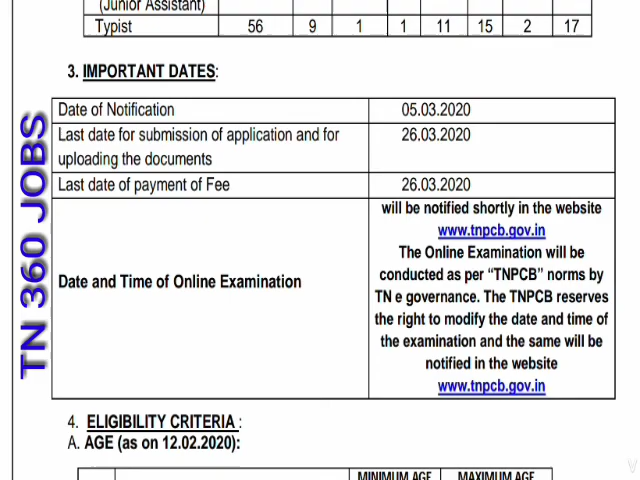 (Junior Assistant)
Typist 56 9 1 1 11 15 2 17
3. IMPORTANT DATES:
Date of Notification 05.03.2020
Last date for submission of application and for 26.03.2020
uploading the documents
Last date of payment of Fee 26.03.2020
Date and Time of Online Examination
will be notified shortly in the website
www.tnpcb.gov.in
The Online Examination will be
conducted as per “TNPCB” norms by
TN e governance. The TNPCB reserves
the right to modify the date and time of
the examination and the same will be
notified in the website
www.tnpcb.gov.in
4. ELIGIBILITY CRITERIA :
A. AGE (as on 12.02.2020):
MINIMUM AGE MAXIMUM AGE
TN 360 JOBS